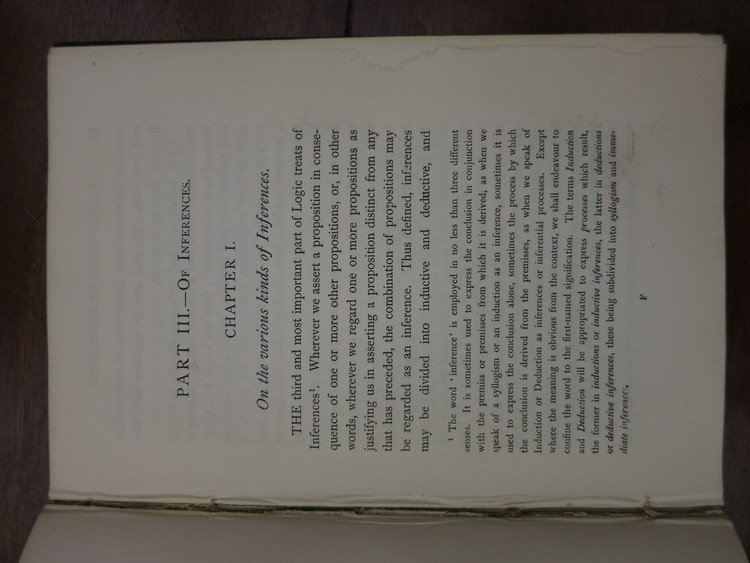 PART III.—OF INFERENCES.
CHAPTER I.
On the various kinds of Inferences.
THE third and most important part of Logic treats of
Inferences¹. Wherever we assert a proposition in conse-
quence of one or more other propositions, or, in other
words, wherever we regard one or more propositions as
justifying us in asserting a proposition distinct from any
that has preceded, the combination of propositions may
be regarded as an inference. Thus defined, inferences
may be divided into inductive and deductive, and
¹ The word 'inference' is employed in no less than three different
senses. It is sometimes used to express the conclusion in conjunction
with the premiss or premisses from which it is derived, as when we
speak of a syllogism or an induction as an inference, sometimes it is
used to express the conclusion alone, sometimes the process by which
the conclusion is derived from the premisses, as when we speak of
Induction or Deduction as inferences or inferential processes. Except
where the meaning is obvious from the context, we shall endeavour to
confine the word to the first-named signification. The terms Induction
and Deduction will be appropriated to express processes which result,
the former in inductions or inductive inferences, the latter in deductions
or deductive inferences, these being subdivided into syllogisms and imme-
diate inferences.
F